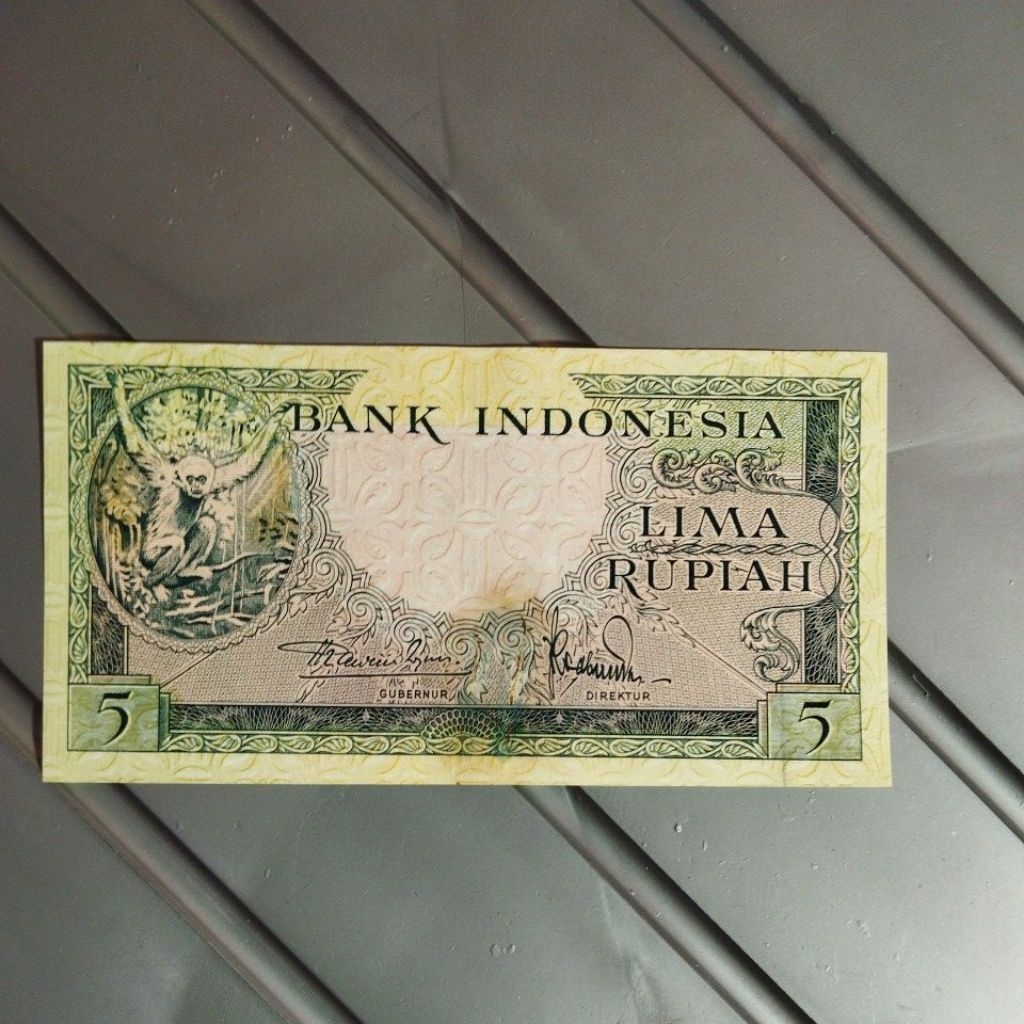 BANK INDONESIA
LIMA
RUPIAH
GUBERNUR DIREKTUR
5 5